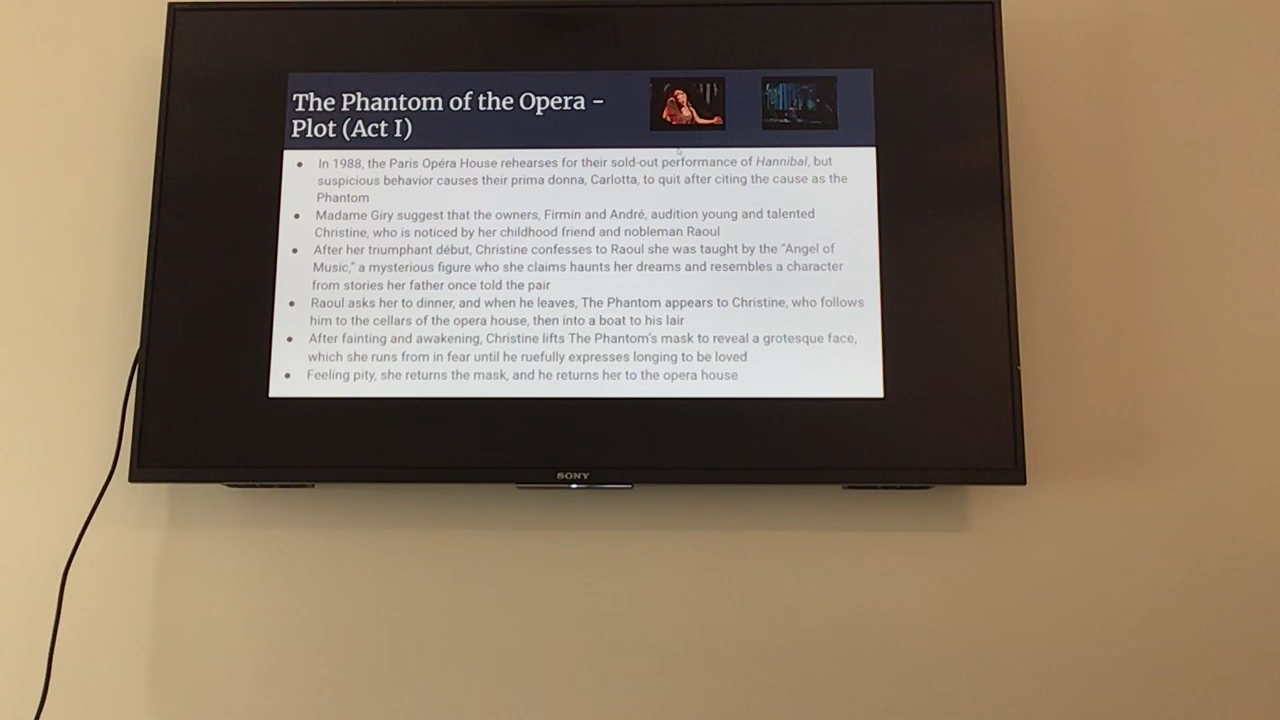 The Phantom of the Opera –
Plot (Act I)
● In 1988, the Paris Opéra House rehearses for their sold-out performance of Hannibal, but
suspicious behavior causes their prima donna, Carlotta, to quit after citing the cause as the
Phantom
● Madame Giry suggest that the owners, Firmin and André, audition young and talented
Christine, who is noticed by her childhood friend and nobleman Raoul
● After her triumphant début, Christine confesses to Raoul she was taught by the “Angel of
Music,” a mysterious figure who she claims haunts her dreams and resembles a character
from stories her father once told the pair
● Raoul asks her to dinner, and when he leaves, The Phantom appears to Christine, who follows
him to the cellars of the opera house, then into a boat to his lair
● After fainting and awakening, Christine lifts The Phantom’s mask to reveal a grotesque face,
which she runs from in fear until he ruefully expresses longing to be loved
● Feeling pity, she returns the mask, and he returns her to the opera house
SONY